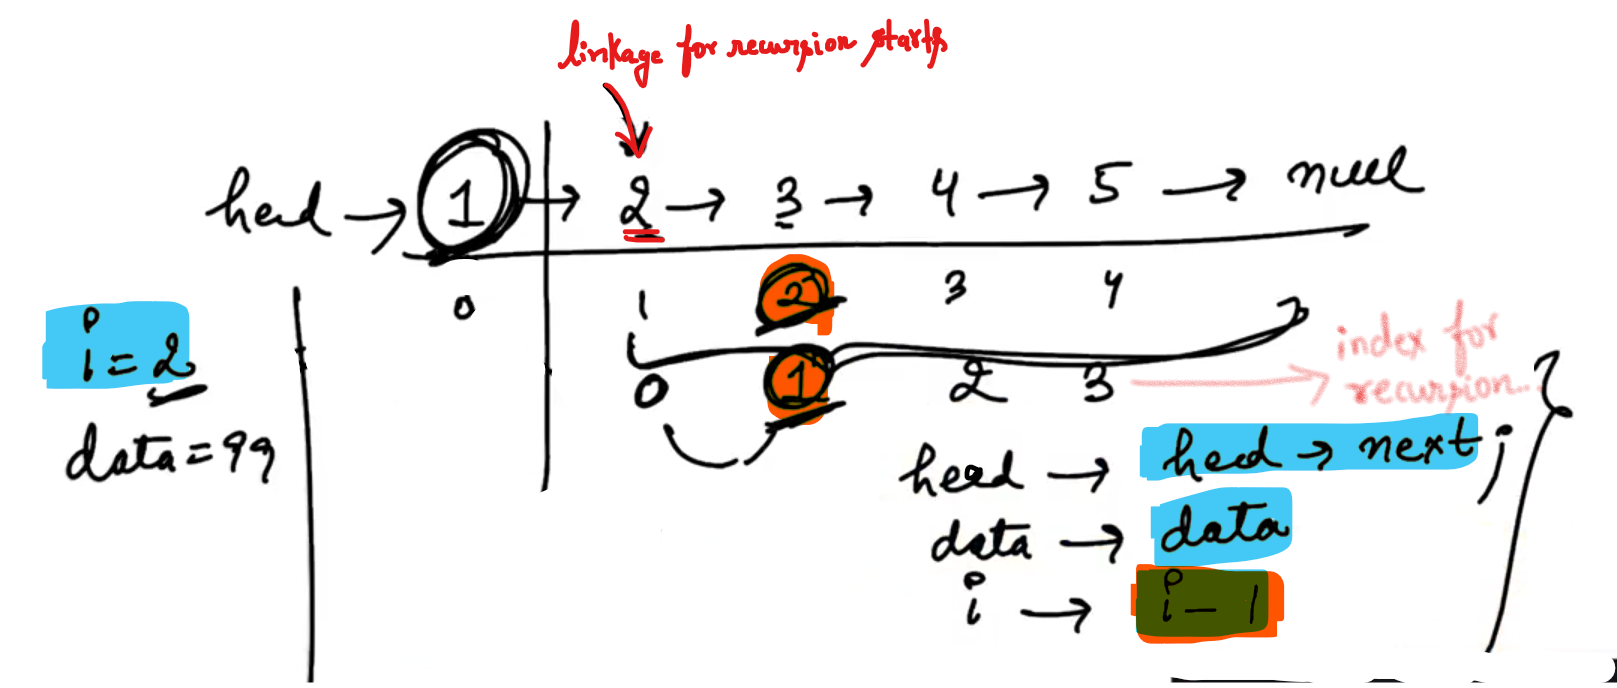 linkage for recursion starts
head → 1 → 2 → 3 → 4 → 5 → null
0 1 2 3 4
i = 2
0 1 2 3 → index for recursion..
data = 99
head → head → next ;
data → data
i → i - 1